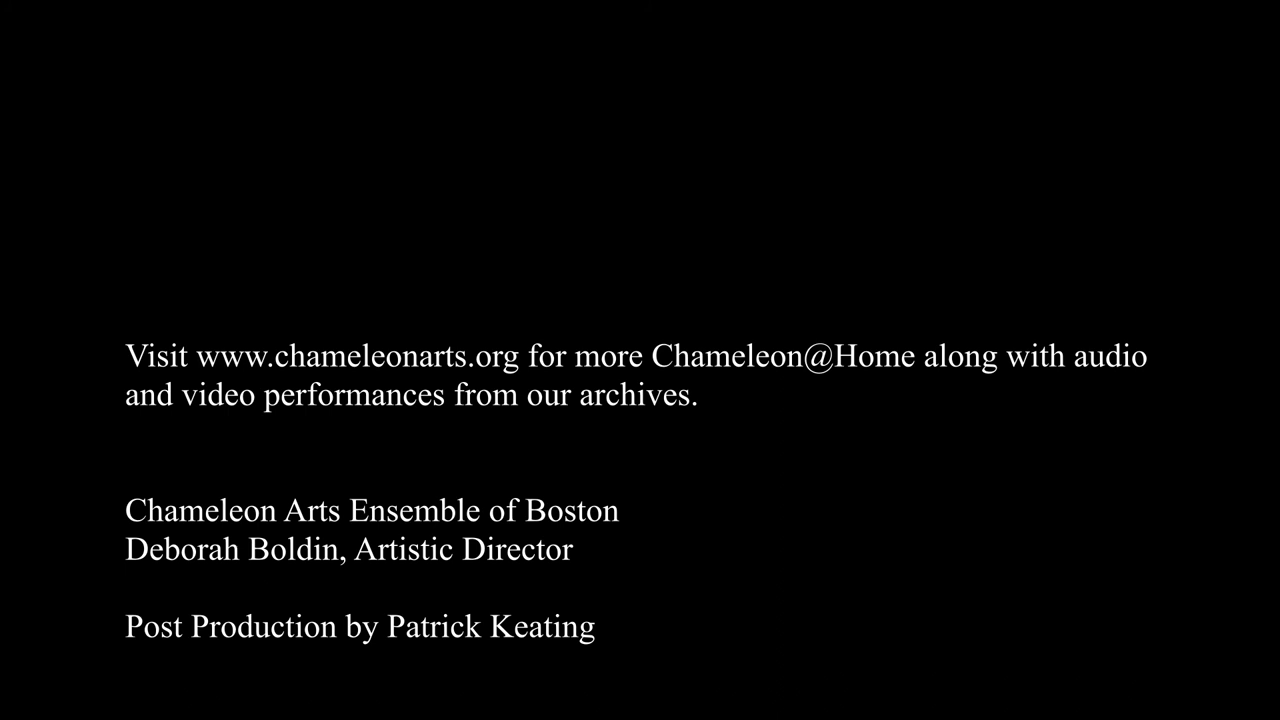 Visit www.chameleonarts.org for more Chameleon@Home along with audio
and video performances from our archives.
Chameleon Arts Ensemble of Boston
Deborah Boldin, Artistic Director
Post Production by Patrick Keating